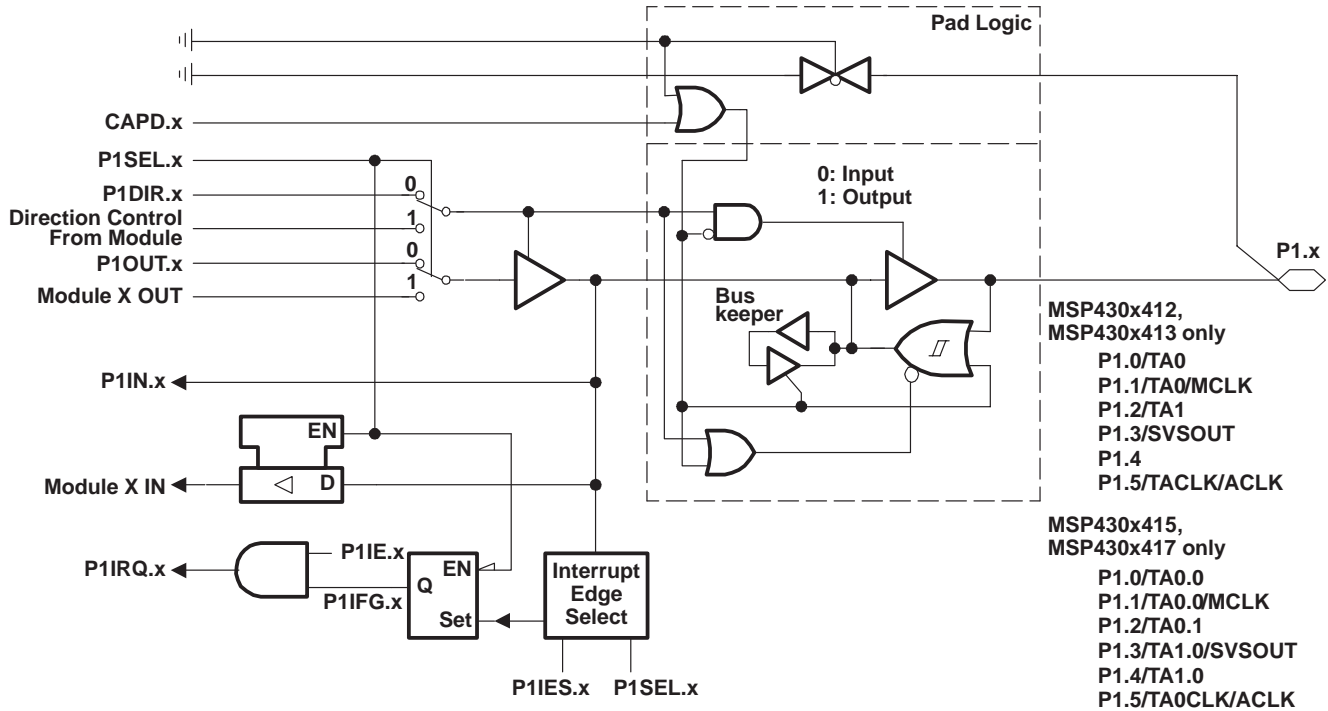 Pad Logic
CAPD.x
P1SEL.x
P1DIR.x
0
Direction Control
From Module
1
P1OUT.x
0
Module X OUT
1
0: Input
1: Output
P1.x
Bus
keeper
MSP430x412,
MSP430x413 only
P1.0/TA0
P1.1/TA0/MCLK
P1.2/TA1
P1.3/SVSOUT
P1.4
P1.5/TACLK/ACLK
P1IN.x
EN
Module X IN
D
MSP430x415,
MSP430x417 only
P1.0/TA0.0
P1.1/TA0.0/MCLK
P1.2/TA0.1
P1.3/TA1.0/SVSOUT
P1.4/TA1.0
P1.5/TA0CLK/ACLK
P1IRQ.x
P1IE.x
P1IFG.x
Q
EN
Set
Interrupt
Edge
Select
P1IES.x
P1SEL.x